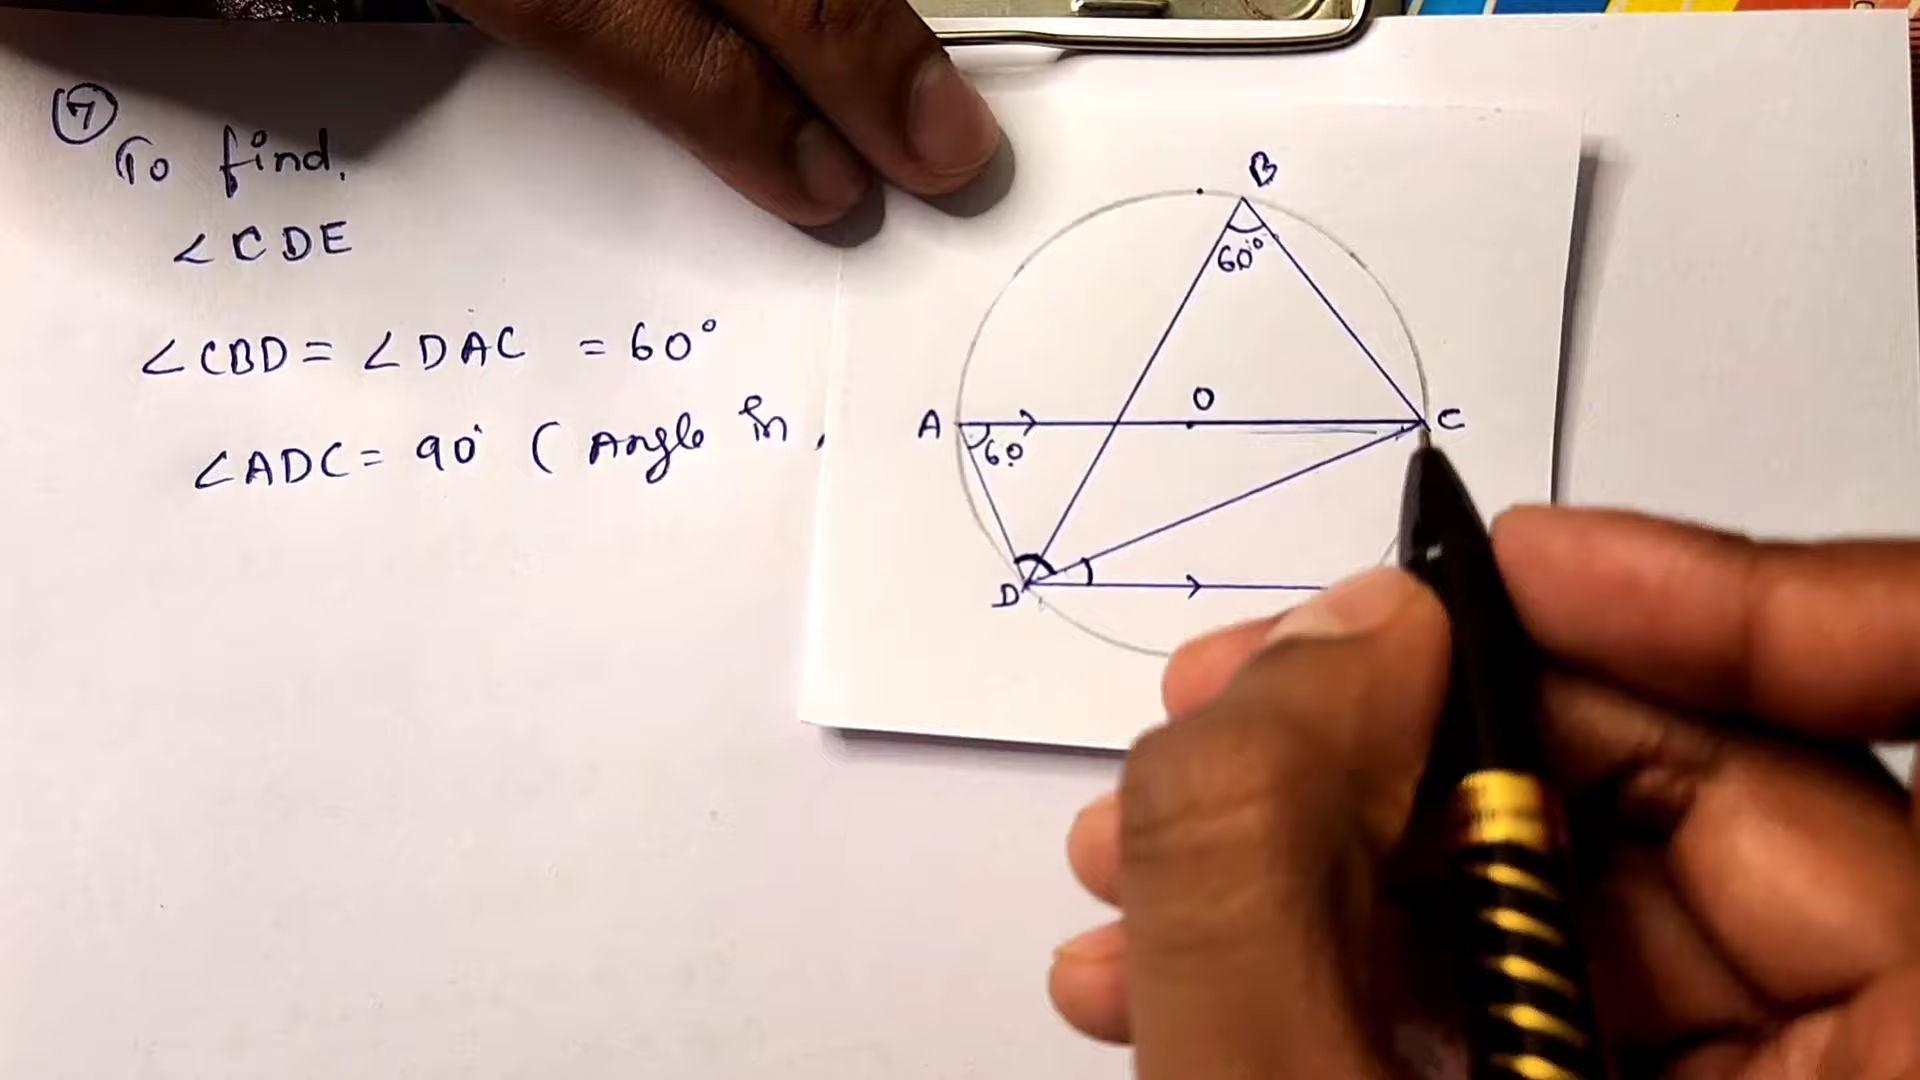 7
To find.
∠CDE
∠CBD = ∠DAC = 60°
∠ADC = 90° ( Angle in
B
60°
O
A
C
60°
D